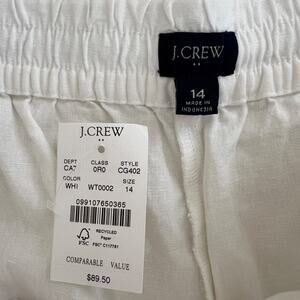 J.CREW
14
MADE IN
INDONESIA
J.CREW
DEPT CLASS STYLE
CAT 0R0 CG402
COLOR SIZE
WHI WT0002 14
099107650365
FSC
RECYCLED
Paper
FSC® C117781
COMPARABLE VALUE
$89.50